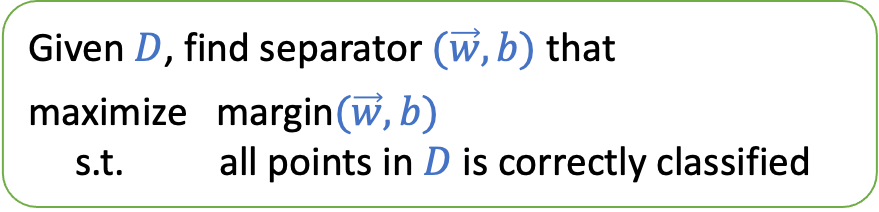 Given D, find separator (w⃗, b) that
maximize margin(w⃗, b)
s.t. all points in D is correctly classified